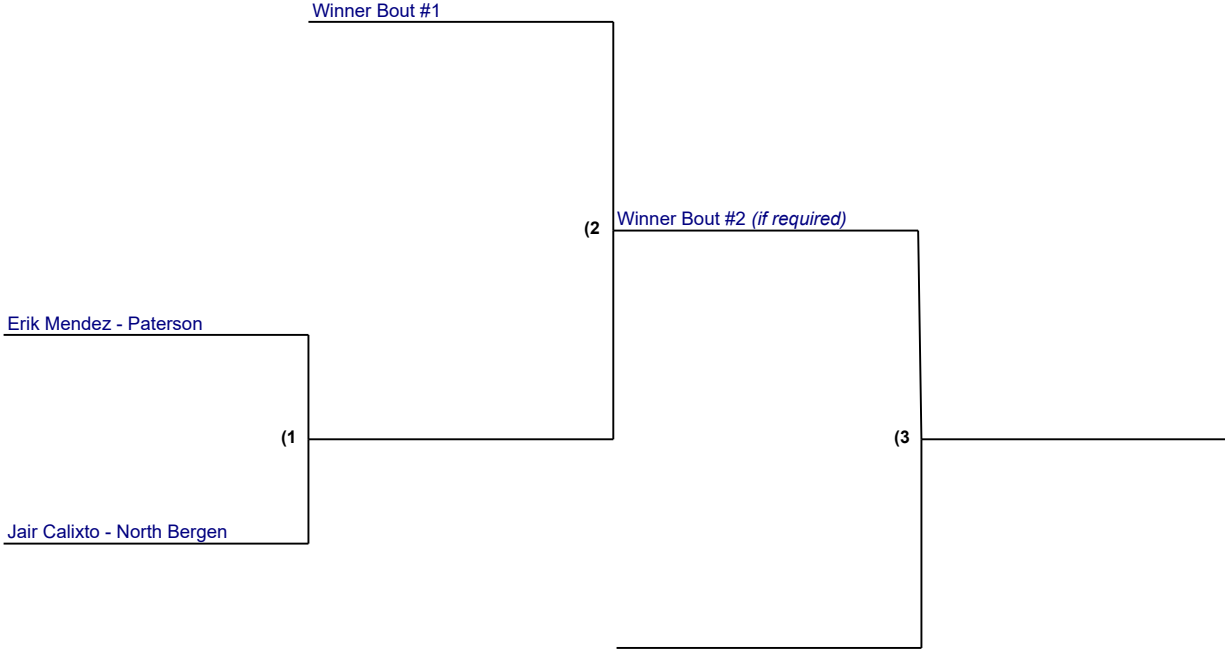 Winner Bout #1
(2
Winner Bout #2 (if required)
Erik Mendez - Paterson
(1
(3
Jair Calixto - North Bergen